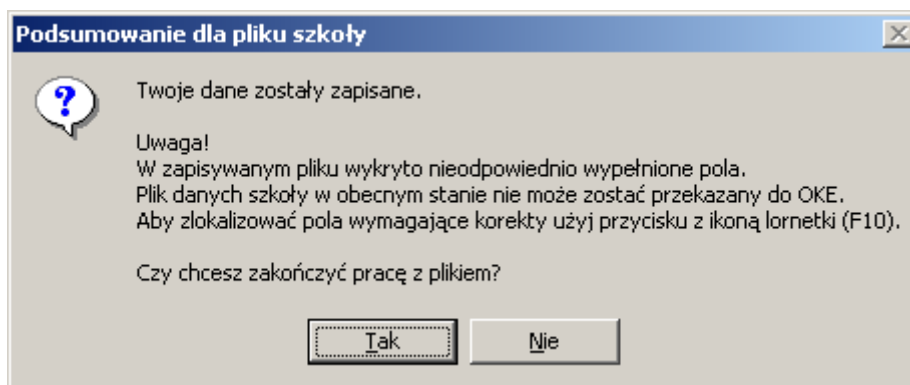 Podsumowanie dla pliku szkoły
Twoje dane zostały zapisane.
Uwaga!
W zapisywanym pliku wykryto nieodpowiednio wypełnione pola.
Plik danych szkoły w obecnym stanie nie może zostać przekazany do OKE.
Aby zlokalizować pola wymagające korekty użyj przycisku z ikoną lornetki (F10).
Czy chcesz zakończyć pracę z plikiem?
Tak Nie